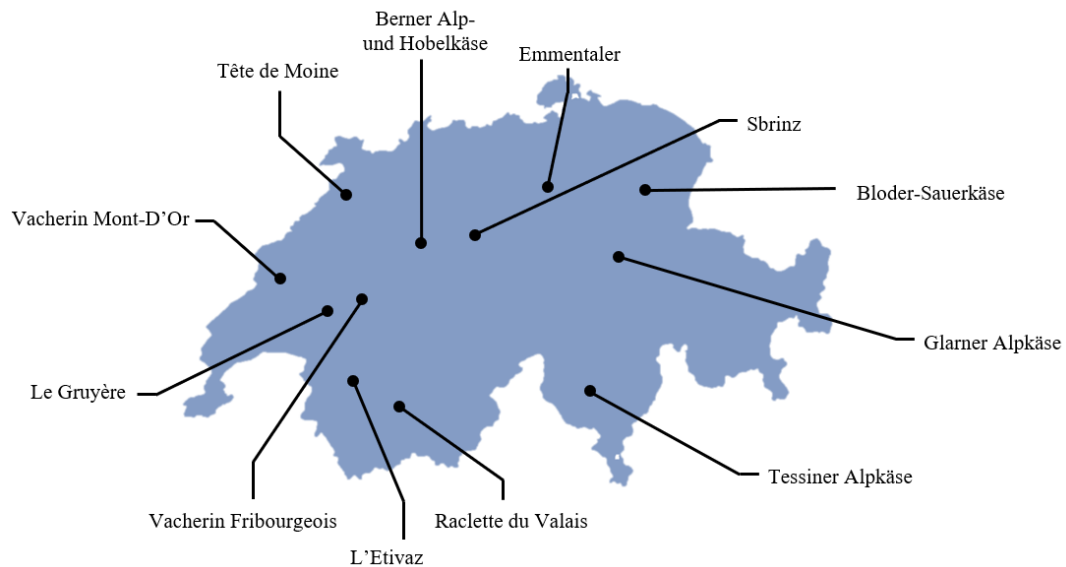 Berner Alp-
und Hobelkäse
Emmentaler
Tête de Moine
Sbrinz
Bloder-Sauerkäse
Vacherin Mont-D’Or
Glarner Alpkäse
Le Gruyère
Tessiner Alpkäse
Vacherin Fribourgeois
Raclette du Valais
L’Etivaz